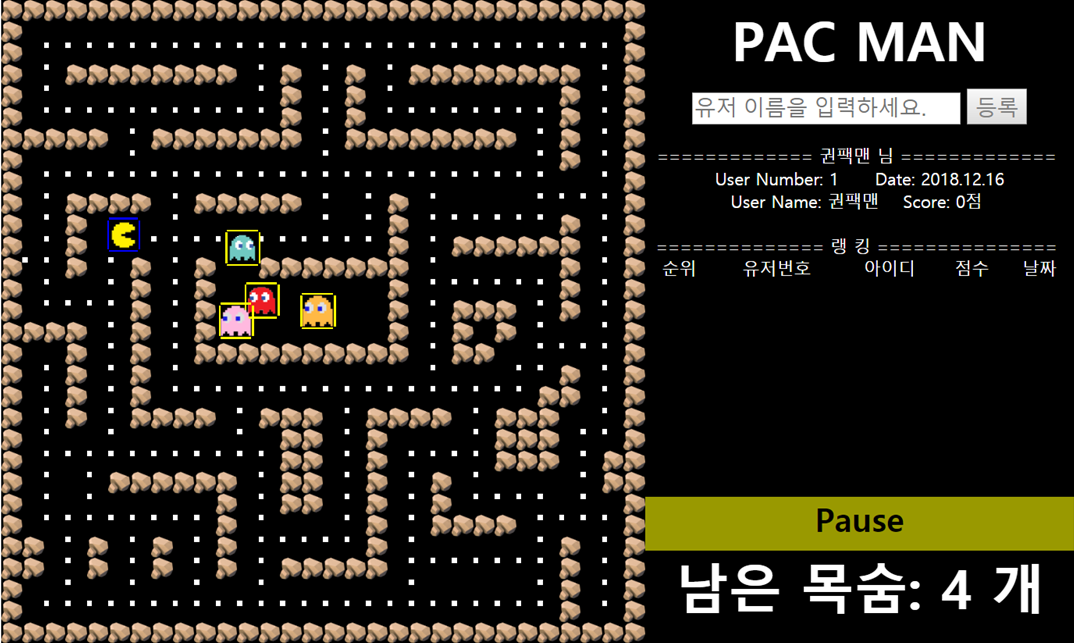 PAC MAN
유저 이름을 입력하세요. 등록
============= 권팩맨 님 =============
User Number: 1 Date: 2018.12.16
User Name: 권팩맨 Score: 0점
============== 랭 킹 ===============
순위 유저번호 아이디 점수 날짜
Pause
남은 목숨: 4 개